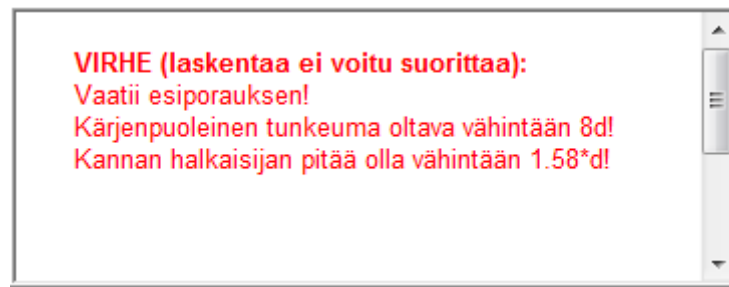 VIRHE (laskentaa ei voitu suorittaa):
Vaatii esiporauksen!
Kärjenpuoleinen tunkeuma oltava vähintään 8d!
Kannan halkaisijan pitää olla vähintään 1.58*d!